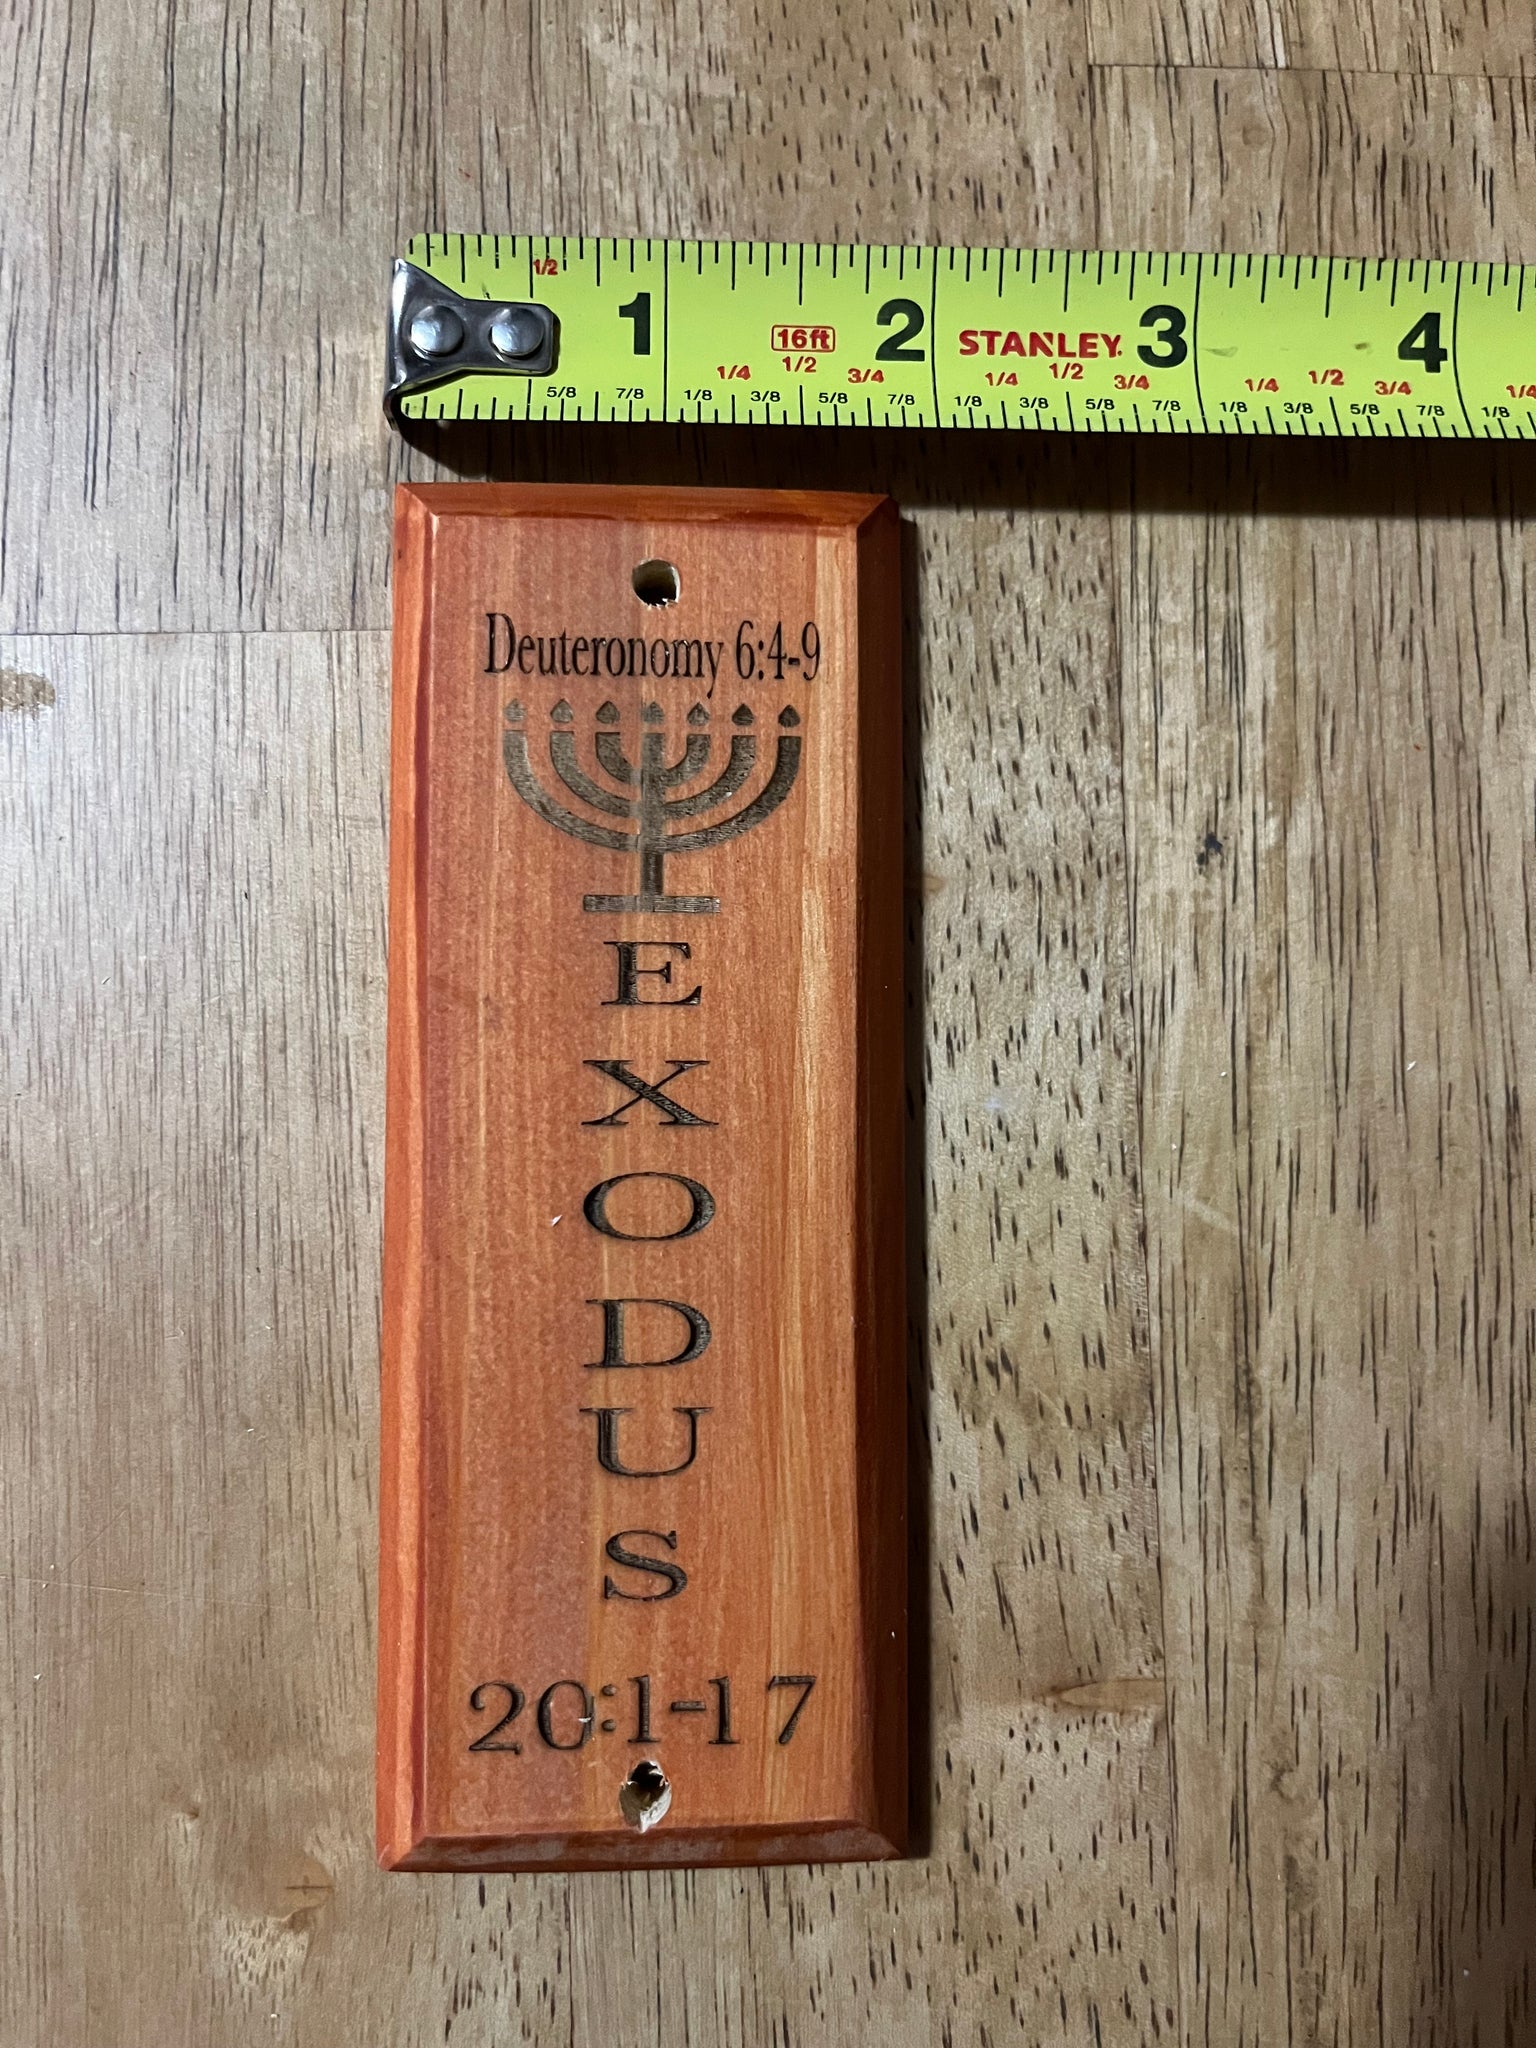 1/2
1 16ft 2 STANLEY. 3 4
1/4 1/2 3/4 1/4 1/2 3/4 1/4 1/2 3/4 1/4
5/8 7/8 1/8 3/8 5/8 7/8 1/8 3/8 5/8 7/8 1/8 3/8 5/8 7/8 1/8
Deuteronomy 6:4-9
E
X
O
D
U
S
20:1-17